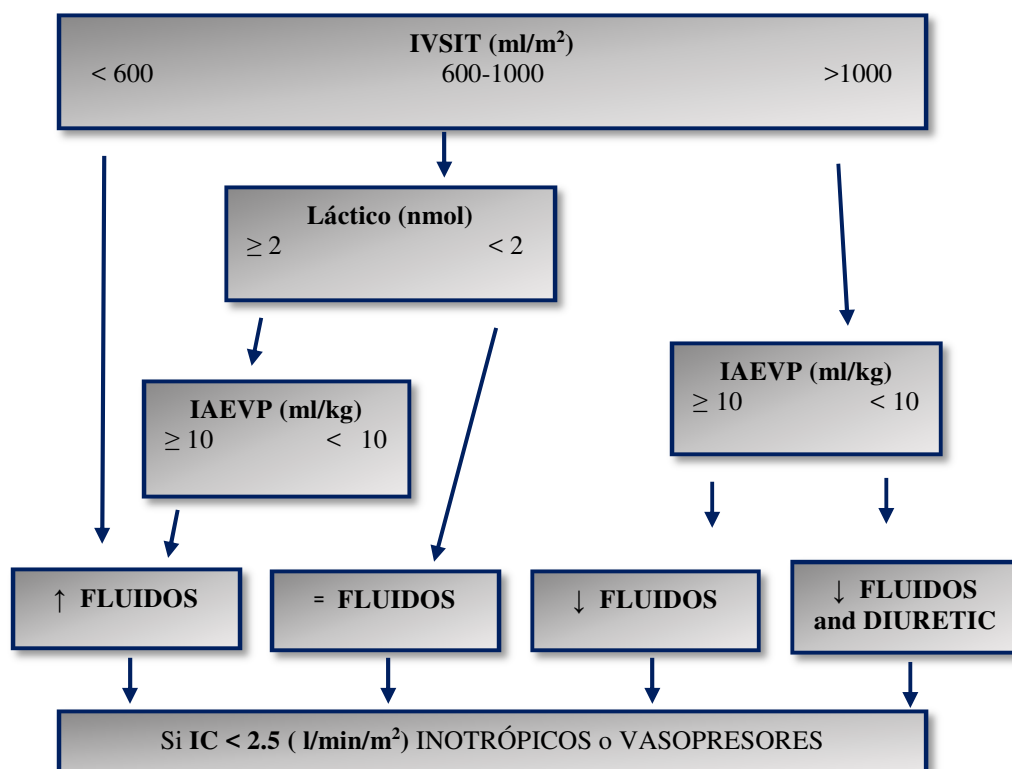 IVSIT (ml/m²)
< 600 600-1000 >1000
Láctico (nmol)
≥ 2 < 2
IAEVP (ml/kg)
≥ 10 < 10
IAEVP (ml/kg)
≥ 10 < 10
↑ FLUIDOS
= FLUIDOS
↓ FLUIDOS
↓ FLUIDOS
and DIURETIC
Si IC < 2.5 ( l/min/m²) INOTRÓPICOS o VASOPRESORES